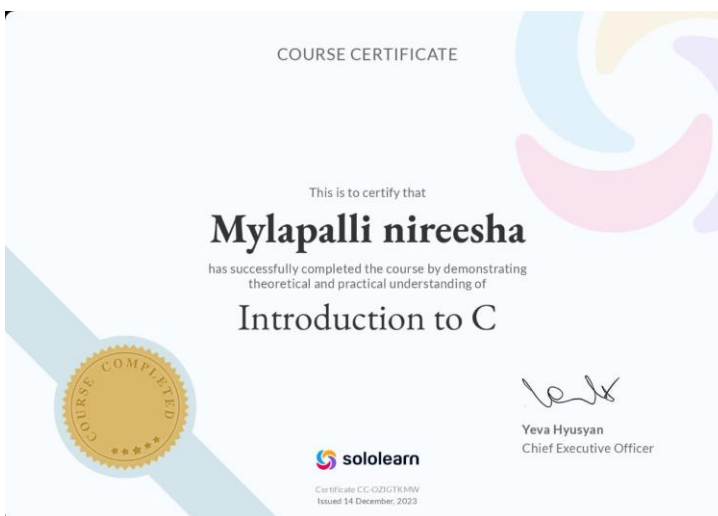 COURSE CERTIFICATE
This is to certify that
Mylapalli nireesha
has successfully completed the course by demonstrating
theoretical and practical understanding of
Introduction to C
COURSE COMPLETED
Yeva Hyusyan
Chief Executive Officer
sololearn
Certificate CC-OZIGTKMW
Issued 14 December, 2023